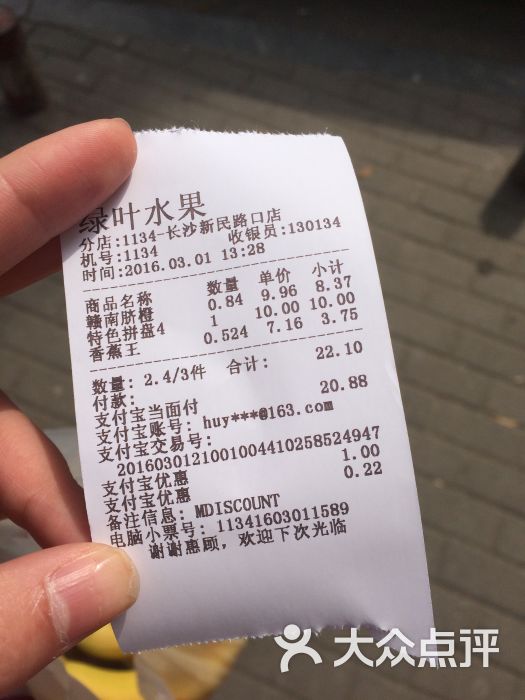 绿叶水果
分店:1134-长沙新民路口店
机号:1134 收银员:130134
时间:2016.03.01 13:28
商品名称 数量 单价 小计
赣南脐橙 0.84 9.96 8.37
特色拼盘4 1 10.00 10.00
香蕉王 0.524 7.16 3.75
数量: 2.4/3件 合计: 22.10
付款:
支付宝当面付 20.88
支付宝账号: huy***@163.com
支付宝交易号:
2016030121001004410258524947
支付宝优惠 1.00
支付宝优惠 0.22
备注信息: MDISCOUNT
电脑小票号: 11341603011589
谢谢惠顾, 欢迎下次光临
大众点评